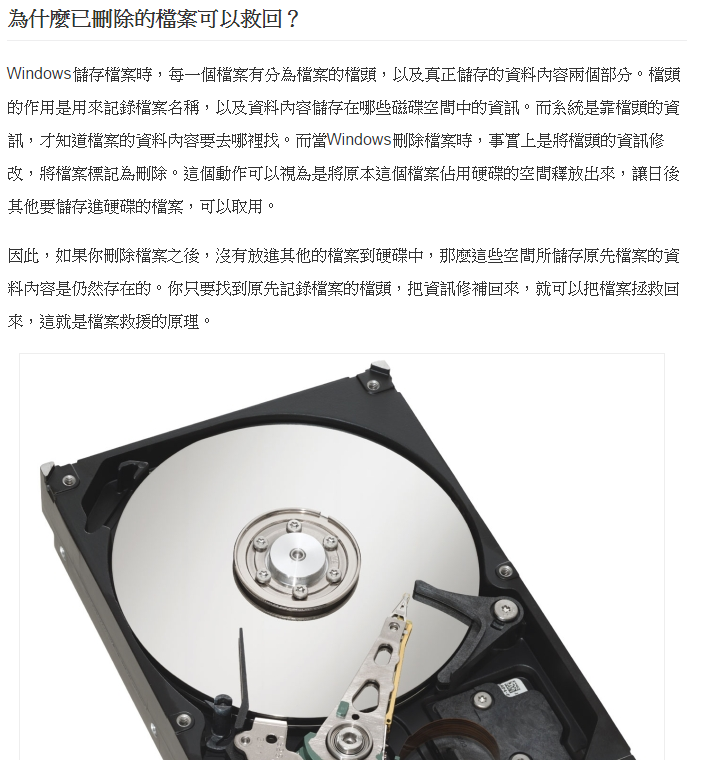 為什麼已刪除的檔案可以救回？
Windows儲存檔案時，每一個檔案有分為檔案的檔頭，以及真正儲存的資料內容兩個部分。檔頭
的作用是用來記錄檔案名稱，以及資料內容儲存在哪些磁碟空間中的資訊。而系統是靠檔頭的資
訊，才知道檔案的資料內容要去哪裡找。而當Windows刪除檔案時，事實上是將檔頭的資訊修
改，將檔案標記為刪除。這個動作可以視為是將原本這個檔案佔用硬碟的空間釋放出來，讓日後
其他要儲存進硬碟的檔案，可以取用。
因此，如果你刪除檔案之後，沒有放進其他的檔案到硬碟中，那麼這些空間所儲存原先檔案的資
料內容是仍然存在的。你只要找到原先記錄檔案的檔頭，把資訊修補回來，就可以把檔案拯救回
來，這就是檔案救援的原理。